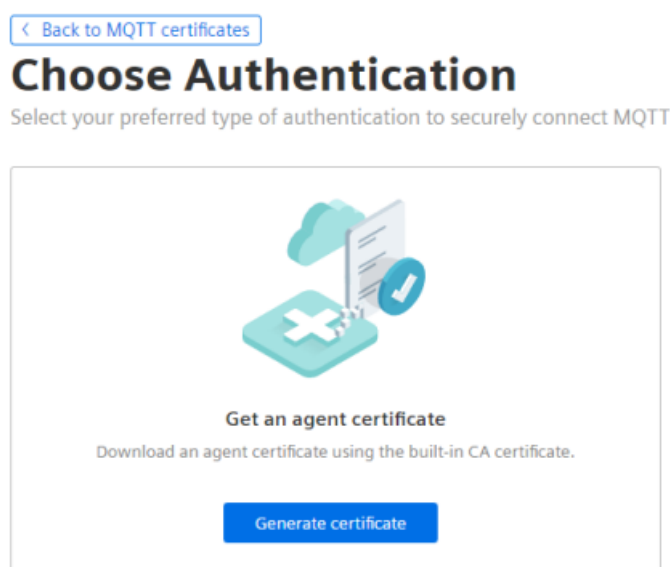 Back to MQTT certificates
Choose Authentication
Select your preferred type of authentication to securely connect MQTT
Get an agent certificate
Download an agent certificate using the built-in CA certificate.
Generate certificate